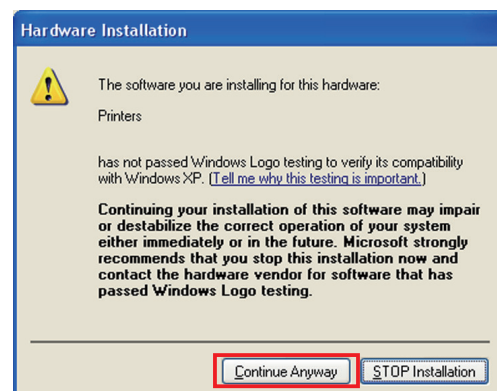 Hardware Installation
The software you are installing for this hardware:
Printers
has not passed Windows Logo testing to verify its compatibility
with Windows XP. (Tell me why this testing is important.)
Continuing your installation of this software may impair
or destabilize the correct operation of your system
either immediately or in the future. Microsoft strongly
recommends that you stop this installation now and
contact the hardware vendor for software that has
passed Windows Logo testing.
Continue Anyway
STOP Installation